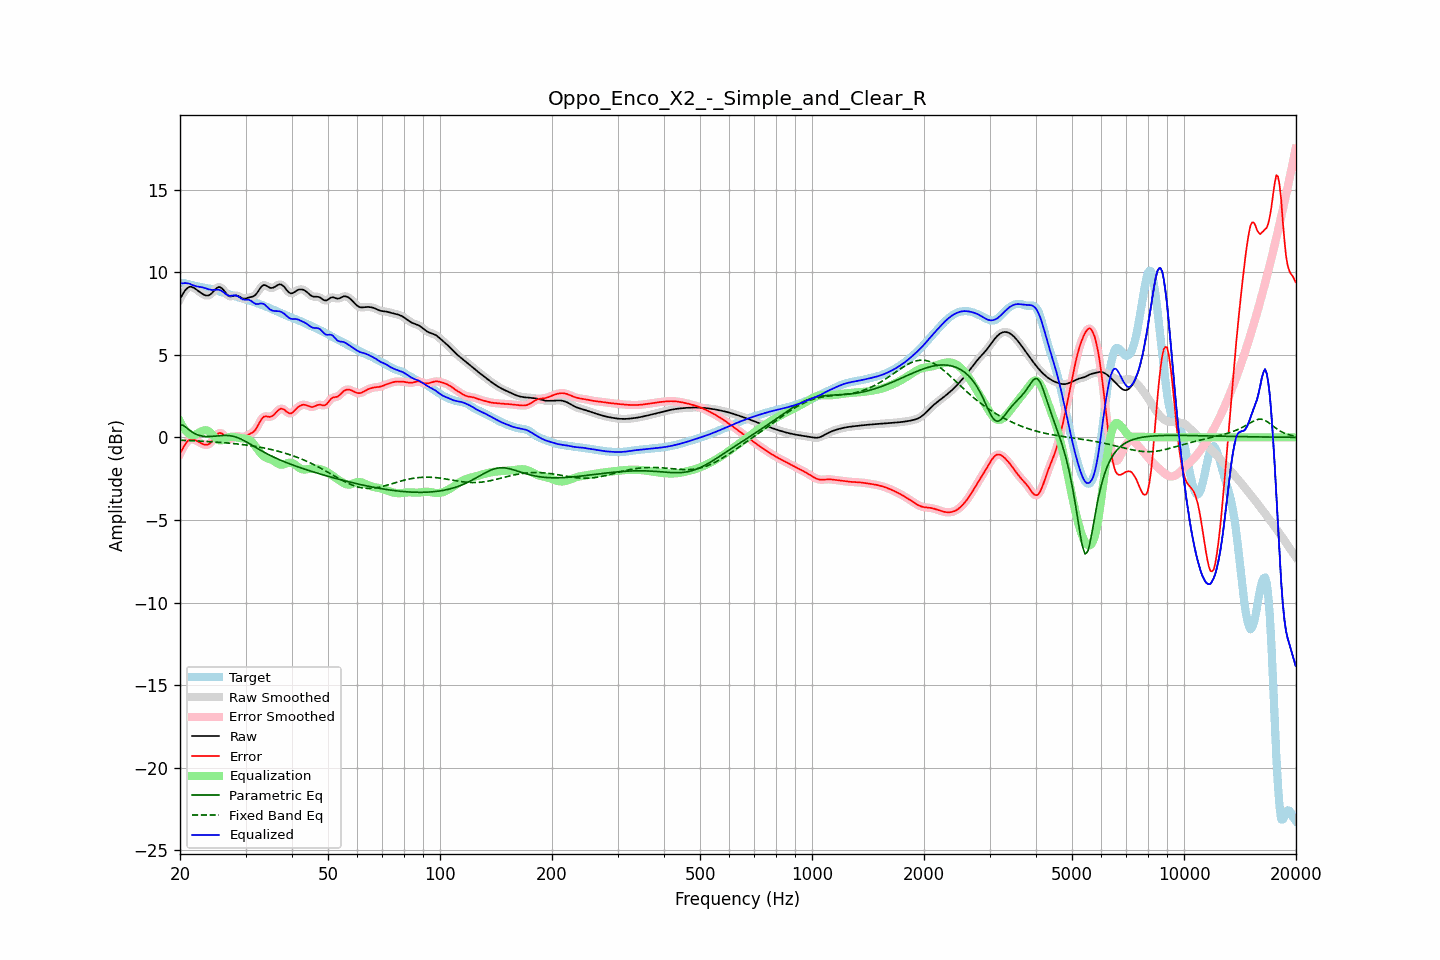 Oppo_Enco_X2_-_Simple_and_Clear_R
Amplitude (dBr)
15
10
5
0
−5
−10
−15
−20
−25
Target
Raw Smoothed
Error Smoothed
Raw
Error
Equalization
Parametric Eq
Fixed Band Eq
Equalized
20 50 100 200 500 1000 2000 5000 10000 20000
Frequency (Hz)